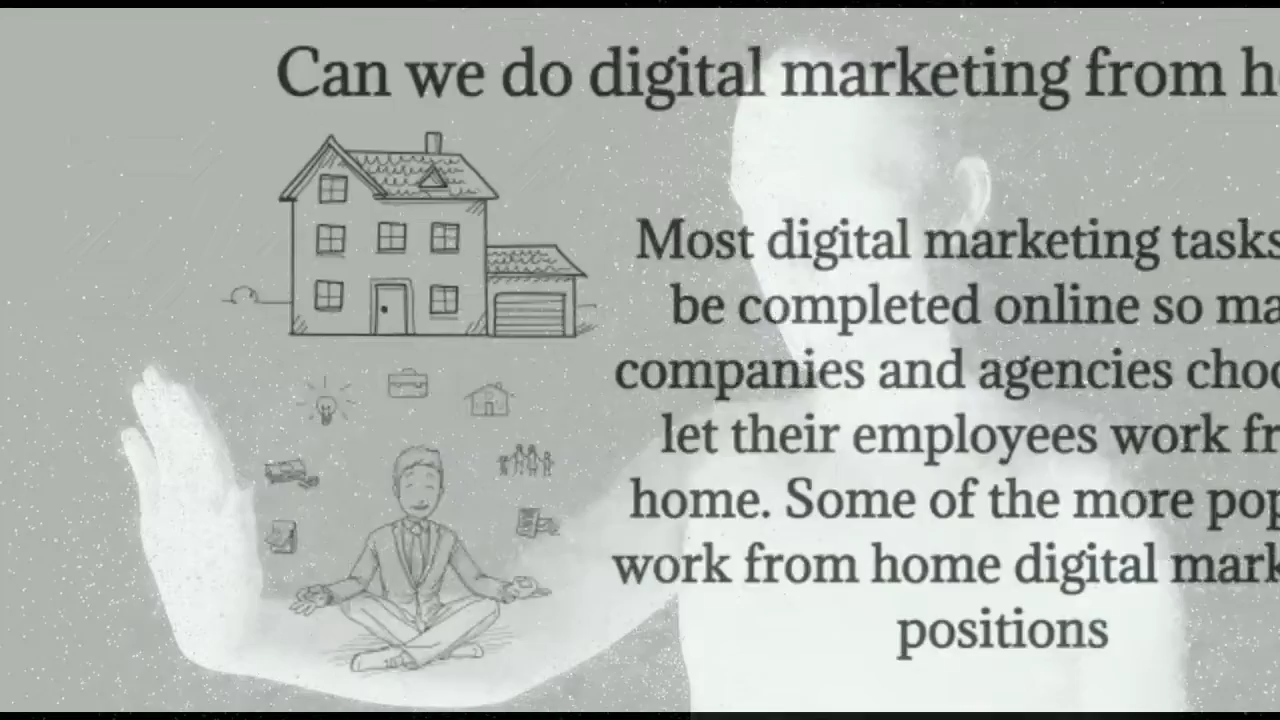 Can we do digital marketing from h
Most digital marketing tasks
be completed online so ma
companies and agencies choo
let their employees work fr
home. Some of the more pop
work from home digital mark
positions